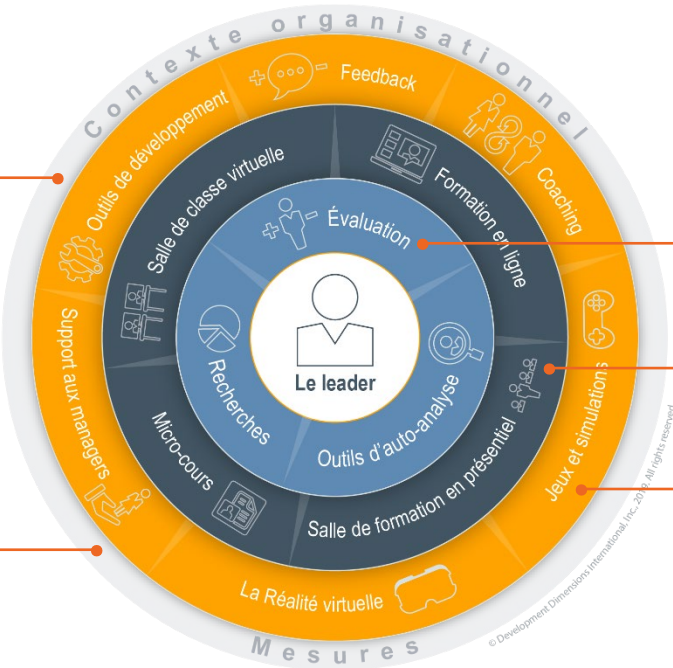 Contexte organisationnel
Feedback
Outils de développement
Coaching
Salle de classe virtuelle
Formation en ligne
Évaluation
Le leader
Recherches
Outils d'auto-analyse
Support aux managers
Jeux et simulations
Micro-cours
Salle de formation en présentiel
La Réalité virtuelle
Mesures
© Development Dimensions International, Inc., 2019. All rights reserved.